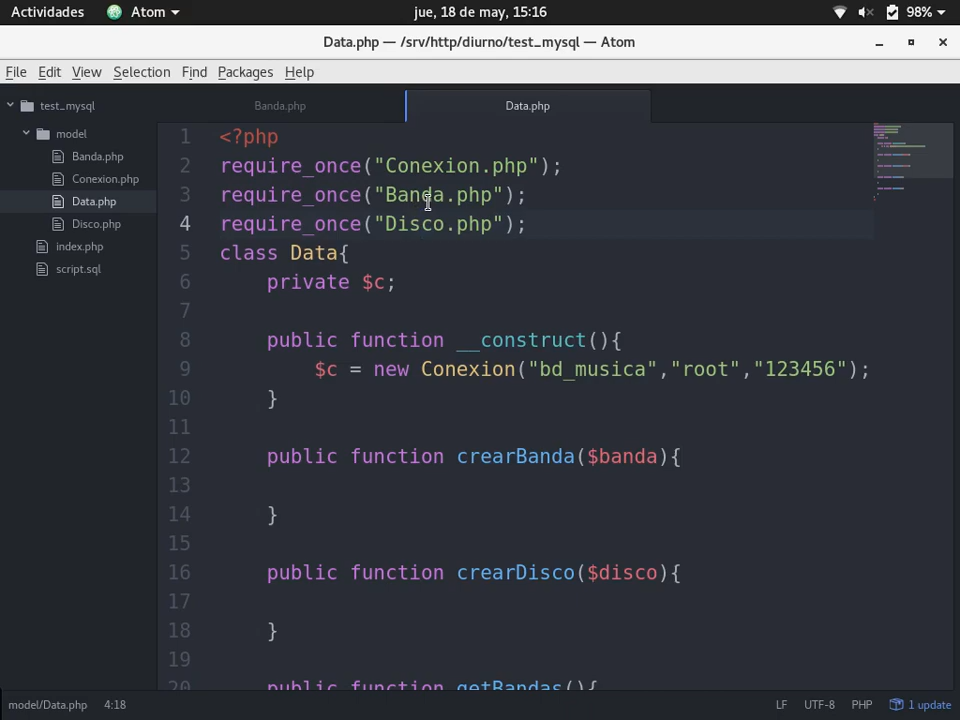 Actividades Atom jue, 18 de may, 15:16 98%
Data.php — /srv/http/diurno/test_mysql — Atom
File Edit View Selection Find Packages Help
test_mysql
model
Banda.php
Conexion.php
Data.php
Disco.php
index.php
script.sql
Banda.php Data.php
1 <?php
2 require_once("Conexion.php");
3 require_once("Banda.php");
4 require_once("Disco.php");
5 class Data{
6 private $c;
7
8 public function __construct(){
9 $c = new Conexion("bd_musica","root","123456");
10 }
11
12 public function crearBanda($banda){
13
14 }
15
16 public function crearDisco($disco){
17
18 }
19
20 public function getBandas(){
model/Data.php 4:18 LF UTF-8 PHP 1 update